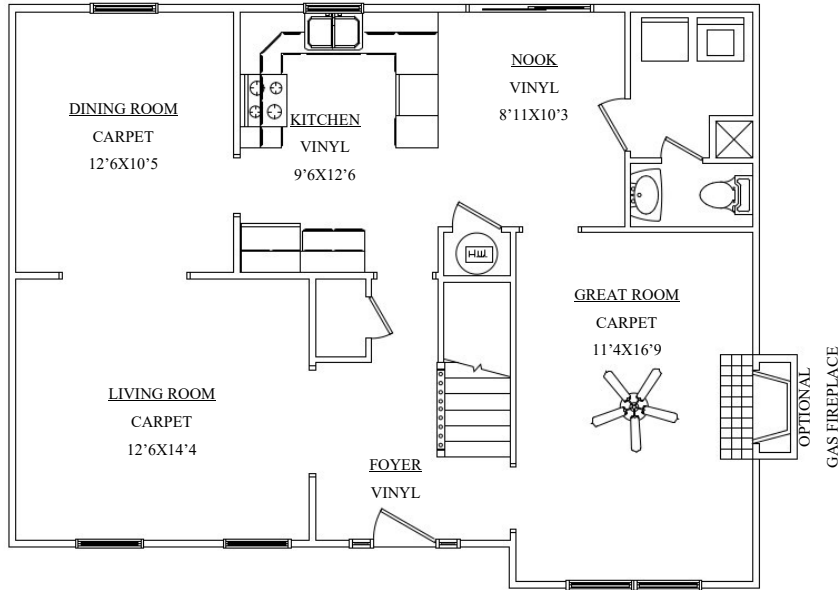 DINING ROOM
CARPET
12’6X10’5
KITCHEN
VINYL
9’6X12’6
NOOK
VINYL
8’11X10’3
H.W.
GREAT ROOM
CARPET
11’4X16’9
LIVING ROOM
CARPET
12’6X14’4
FOYER
VINYL
OPTIONAL
GAS FIREPLACE